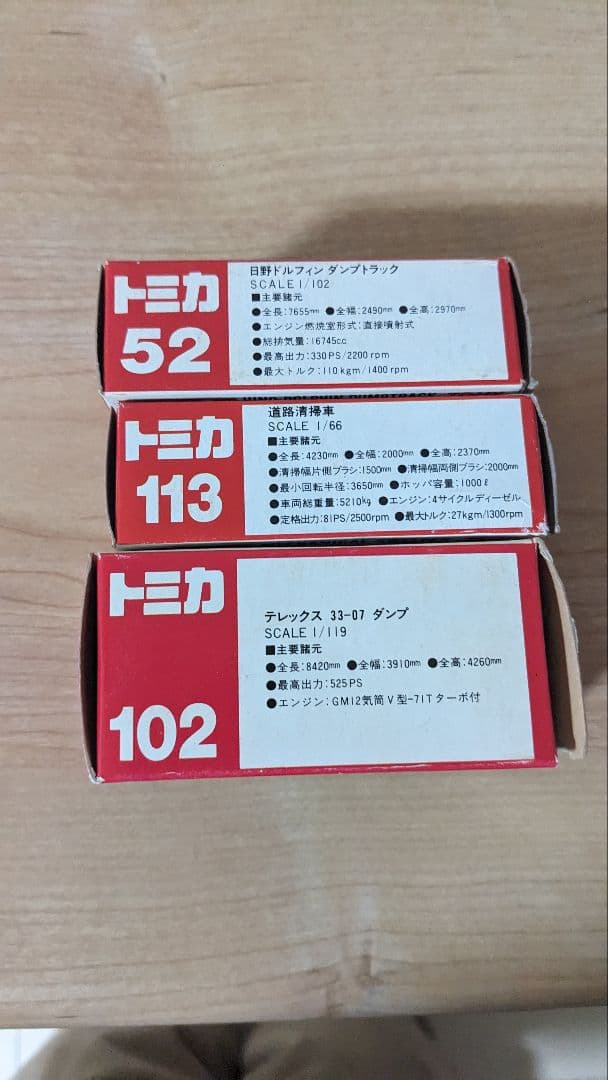 トミカ
52
日野ドルフィン ダンプトラック
SCALE 1/102
■主要諸元
●全長:7655mm ●全幅:2490mm ●全高:2970mm
●エンジン燃焼室形式:直接噴射式
●総排気量:16745cc
●最高出力:330PS/2200rpm
●最大トルク:110kgm/1400rpm
トミカ
113
道路清掃車
SCALE 1/66
■主要諸元
●全長:4230mm ●全幅:2000mm ●全高:2370mm
●清掃幅片側ブラシ:1500mm ●清掃幅両側ブラシ:2000mm
●最小回転半径:3650mm ●ホッパ容量:1000ℓ
●車両総重量:5210kg ●エンジン:4サイクルディーゼル
●定格出力:81PS/2500rpm ●最大トルク:27kgm/1300rpm
トミカ
102
テレックス 33-07 ダンプ
SCALE 1/119
■主要諸元
●全長:8420mm ●全幅:3910mm ●全高:4260mm
●最高出力:525PS
●エンジン:GM12気筒V型-71Tターボ付